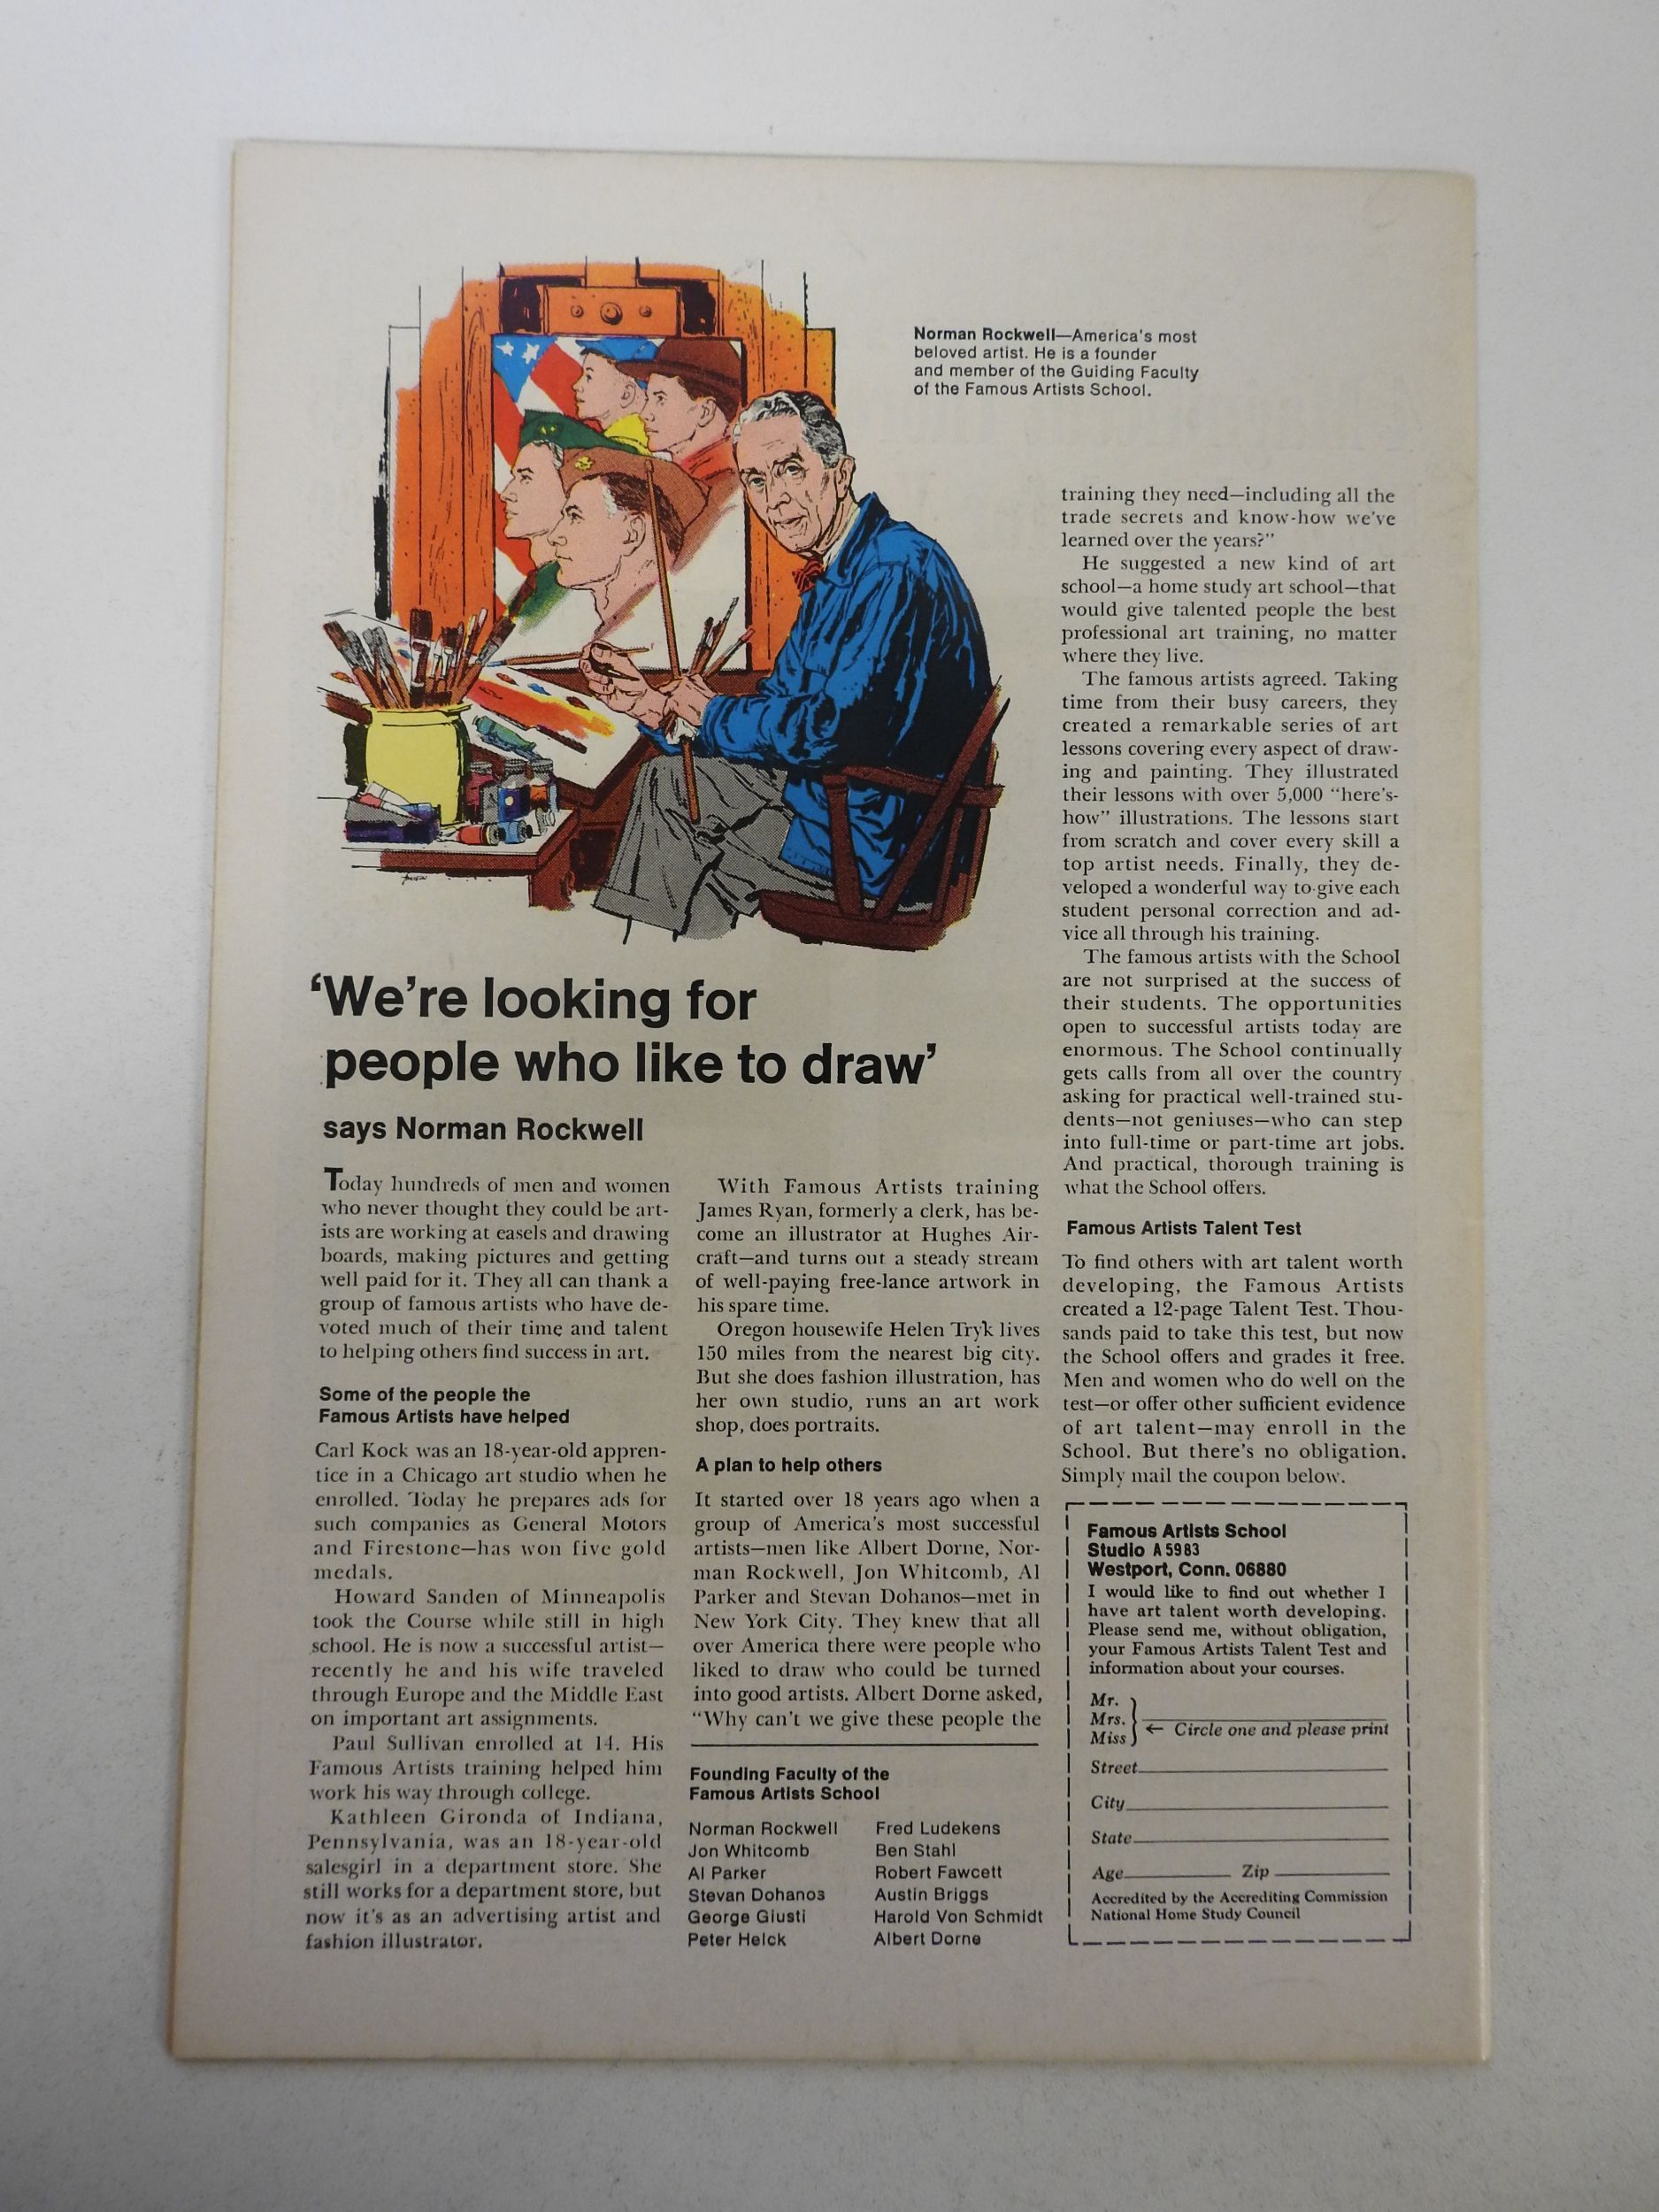 Norman Rockwell—America's most
beloved artist. He is a founder
and member of the Guiding Faculty
of the Famous Artists School.
'We're looking for
people who like to draw'
says Norman Rockwell
Today hundreds of men and women
who never thought they could be art-
ists are working at easels and drawing
boards, making pictures and getting
well paid for it. They all can thank a
group of famous artists who have de-
voted much of their time and talent
to helping others find success in art.
Some of the people the
Famous Artists have helped
Carl Kock was an 18-year-old appren-
tice in a Chicago art studio when he
enrolled. Today he prepares ads for
such companies as General Motors
and Firestone—has won five gold
medals.
Howard Sanden of Minneapolis
took the Course while still in high
school. He is now a successful artist—
recently he and his wife traveled
through Europe and the Middle East
on important art assignments.
Paul Sullivan enrolled at 14. His
Famous Artists training helped him
work his way through college.
Kathleen Gironda of Indiana,
Pennsylvania, was an 18-year-old
salesgirl in a department store. She
still works for a department store, but
now it's as an advertising artist and
fashion illustrator.
With Famous Artists training
James Ryan, formerly a clerk, has be-
come an illustrator at Hughes Air-
craft—and turns out a steady stream
of well-paying free-lance artwork in
his spare time.
Oregon housewife Helen Tryk lives
150 miles from the nearest big city.
But she does fashion illustration, has
her own studio, runs an art work
shop, does portraits.
A plan to help others
It started over 18 years ago when a
group of America's most successful
artists—men like Albert Dorne, Nor-
man Rockwell, Jon Whitcomb, Al
Parker and Stevan Dohanos—met in
New York City. They knew that all
over America there were people who
liked to draw who could be turned
into good artists. Albert Dorne asked,
"Why can't we give these people the
training they need—including all the
trade secrets and know-how we've
learned over the years?"
He suggested a new kind of art
school—a home study art school—that
would give talented people the best
professional art training, no matter
where they live.
The famous artists agreed. Taking
time from their busy careers, they
created a remarkable series of art
lessons covering every aspect of draw-
ing and painting. They illustrated
their lessons with over 5,000 "here's-
how" illustrations. The lessons start
from scratch and cover every skill a
top artist needs. Finally, they de-
veloped a wonderful way to give each
student personal correction and ad-
vice all through his training.
The famous artists with the School
are not surprised at the success of
their students. The opportunities
open to successful artists today are
enormous. The School continually
gets calls from all over the country
asking for practical well-trained stu-
dents—not geniuses—who can step
into full-time or part-time art jobs.
And practical, thorough training is
what the School offers.
Famous Artists Talent Test
To find others with art talent worth
developing, the Famous Artists
created a 12-page Talent Test. Thou-
sands paid to take this test, but now
the School offers and grades it free.
Men and women who do well on the
test—or offer other sufficient evidence
of art talent—may enroll in the
School. But there's no obligation.
Simply mail the coupon below.
Founding Faculty of the
Famous Artists School
Norman Rockwell
Jon Whitcomb
Al Parker
Stevan Dohanos
George Giusti
Peter Helck
Fred Ludekens
Ben Stahl
Robert Fawcett
Austin Briggs
Harold Von Schmidt
Albert Dorne
Famous Artists School
Studio A5983
Westport, Conn. 06880
I would like to find out whether I
have art talent worth developing.
Please send me, without obligation,
your Famous Artists Talent Test and
information about your courses.
Mr.
Mrs.
Miss
← Circle one and please print
Street
City
State
Age Zip
Accredited by the Accrediting Commission
National Home Study Council